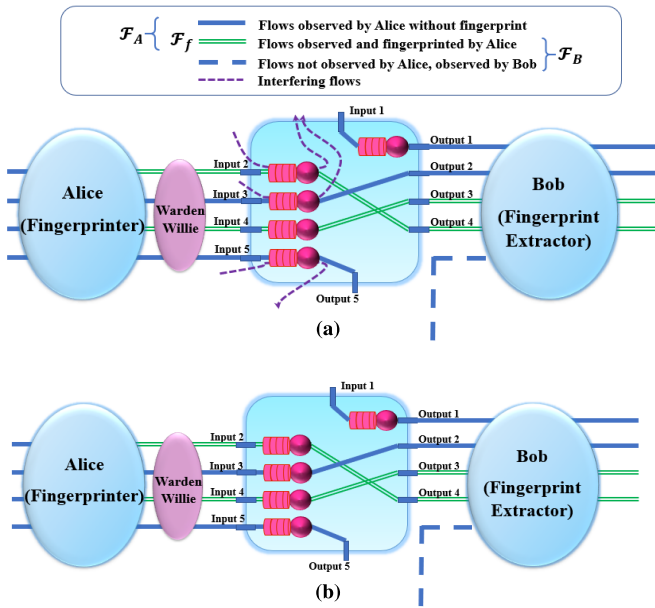 Flows observed by Alice without fingerprint
Flows observed and fingerprinted by Alice
Flows not observed by Alice, observed by Bob
Interfering flows
ℱA
ℱf
ℱB
Input 1
Output 1
Input 2
Output 2
Alice
(Fingerprinter)
Warden
Willie
Input 3
Output 3
Bob
(Fingerprint
Extractor)
Input 4
Output 4
Input 5
Output 5
(a)
Input 1
Output 1
Input 2
Output 2
Alice
(Fingerprinter)
Warden
Willie
Input 3
Output 3
Bob
(Fingerprint
Extractor)
Input 4
Output 4
Input 5
Output 5
(b)